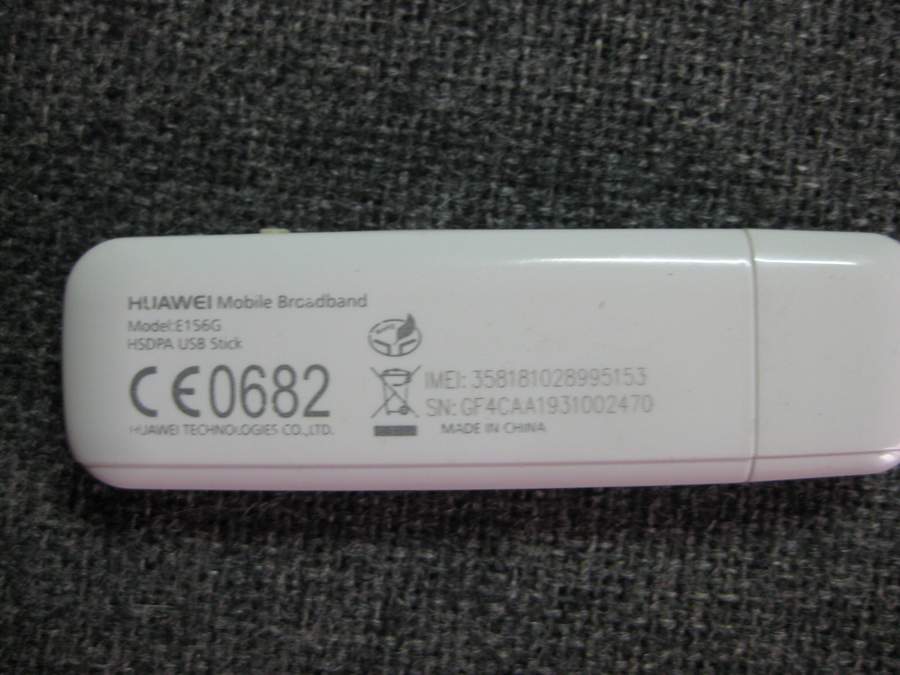 HUAWEI Mobile Broadband
Model:E156G
HSDPA USB Stick
CE0682
HUAWEI TECHNOLOGIES CO.,LTD.
IMEI: 358181028995153
SN: GF4CAA1931002470
MADE IN CHINA